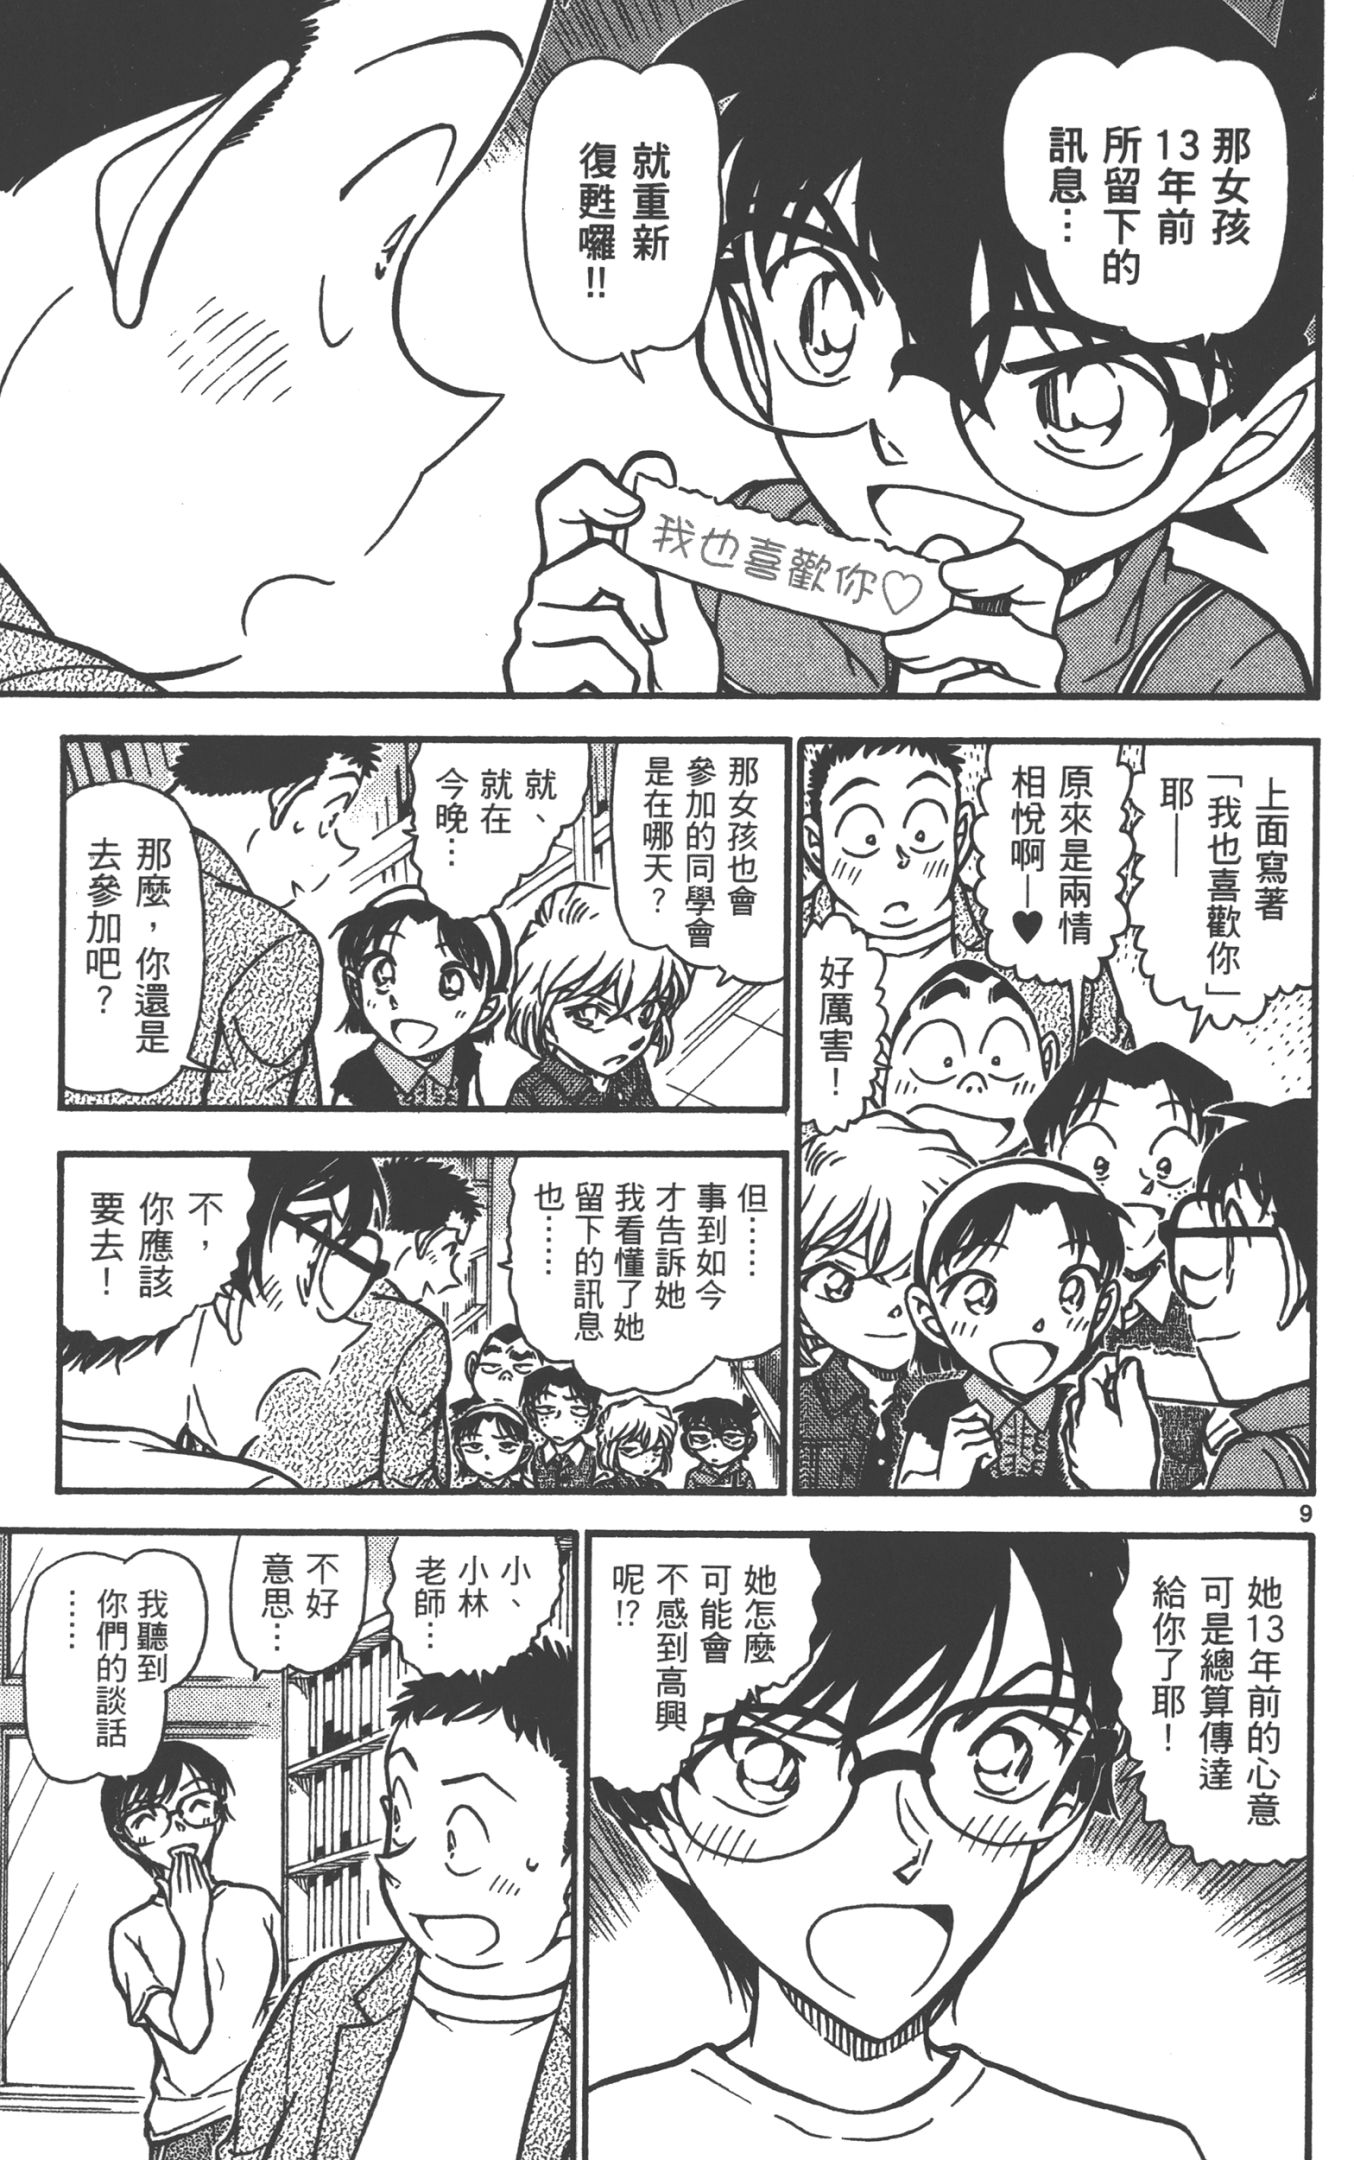 那女孩
13年前
所留下的
訊息…
就重新
復甦囉!!
我也喜歡你♡
上面寫著
「我也喜歡你」
耶—
原來是兩情
相悅啊—♥
好厲害！
那女孩也會
參加的同學會
是在哪天？
就、
就在
今晚…
那麼，你還是
去參加吧？
但……
事到如今
才告訴她
我看懂了她
留下的訊息
也……
不，
你應該
要去！
9
她13年前的心意
可是總算傳達
給你了耶！
她怎麼
可能會
不感到高興
呢!?
小、
小林
老師…
不好
意思…
我聽到
你們的談話
……